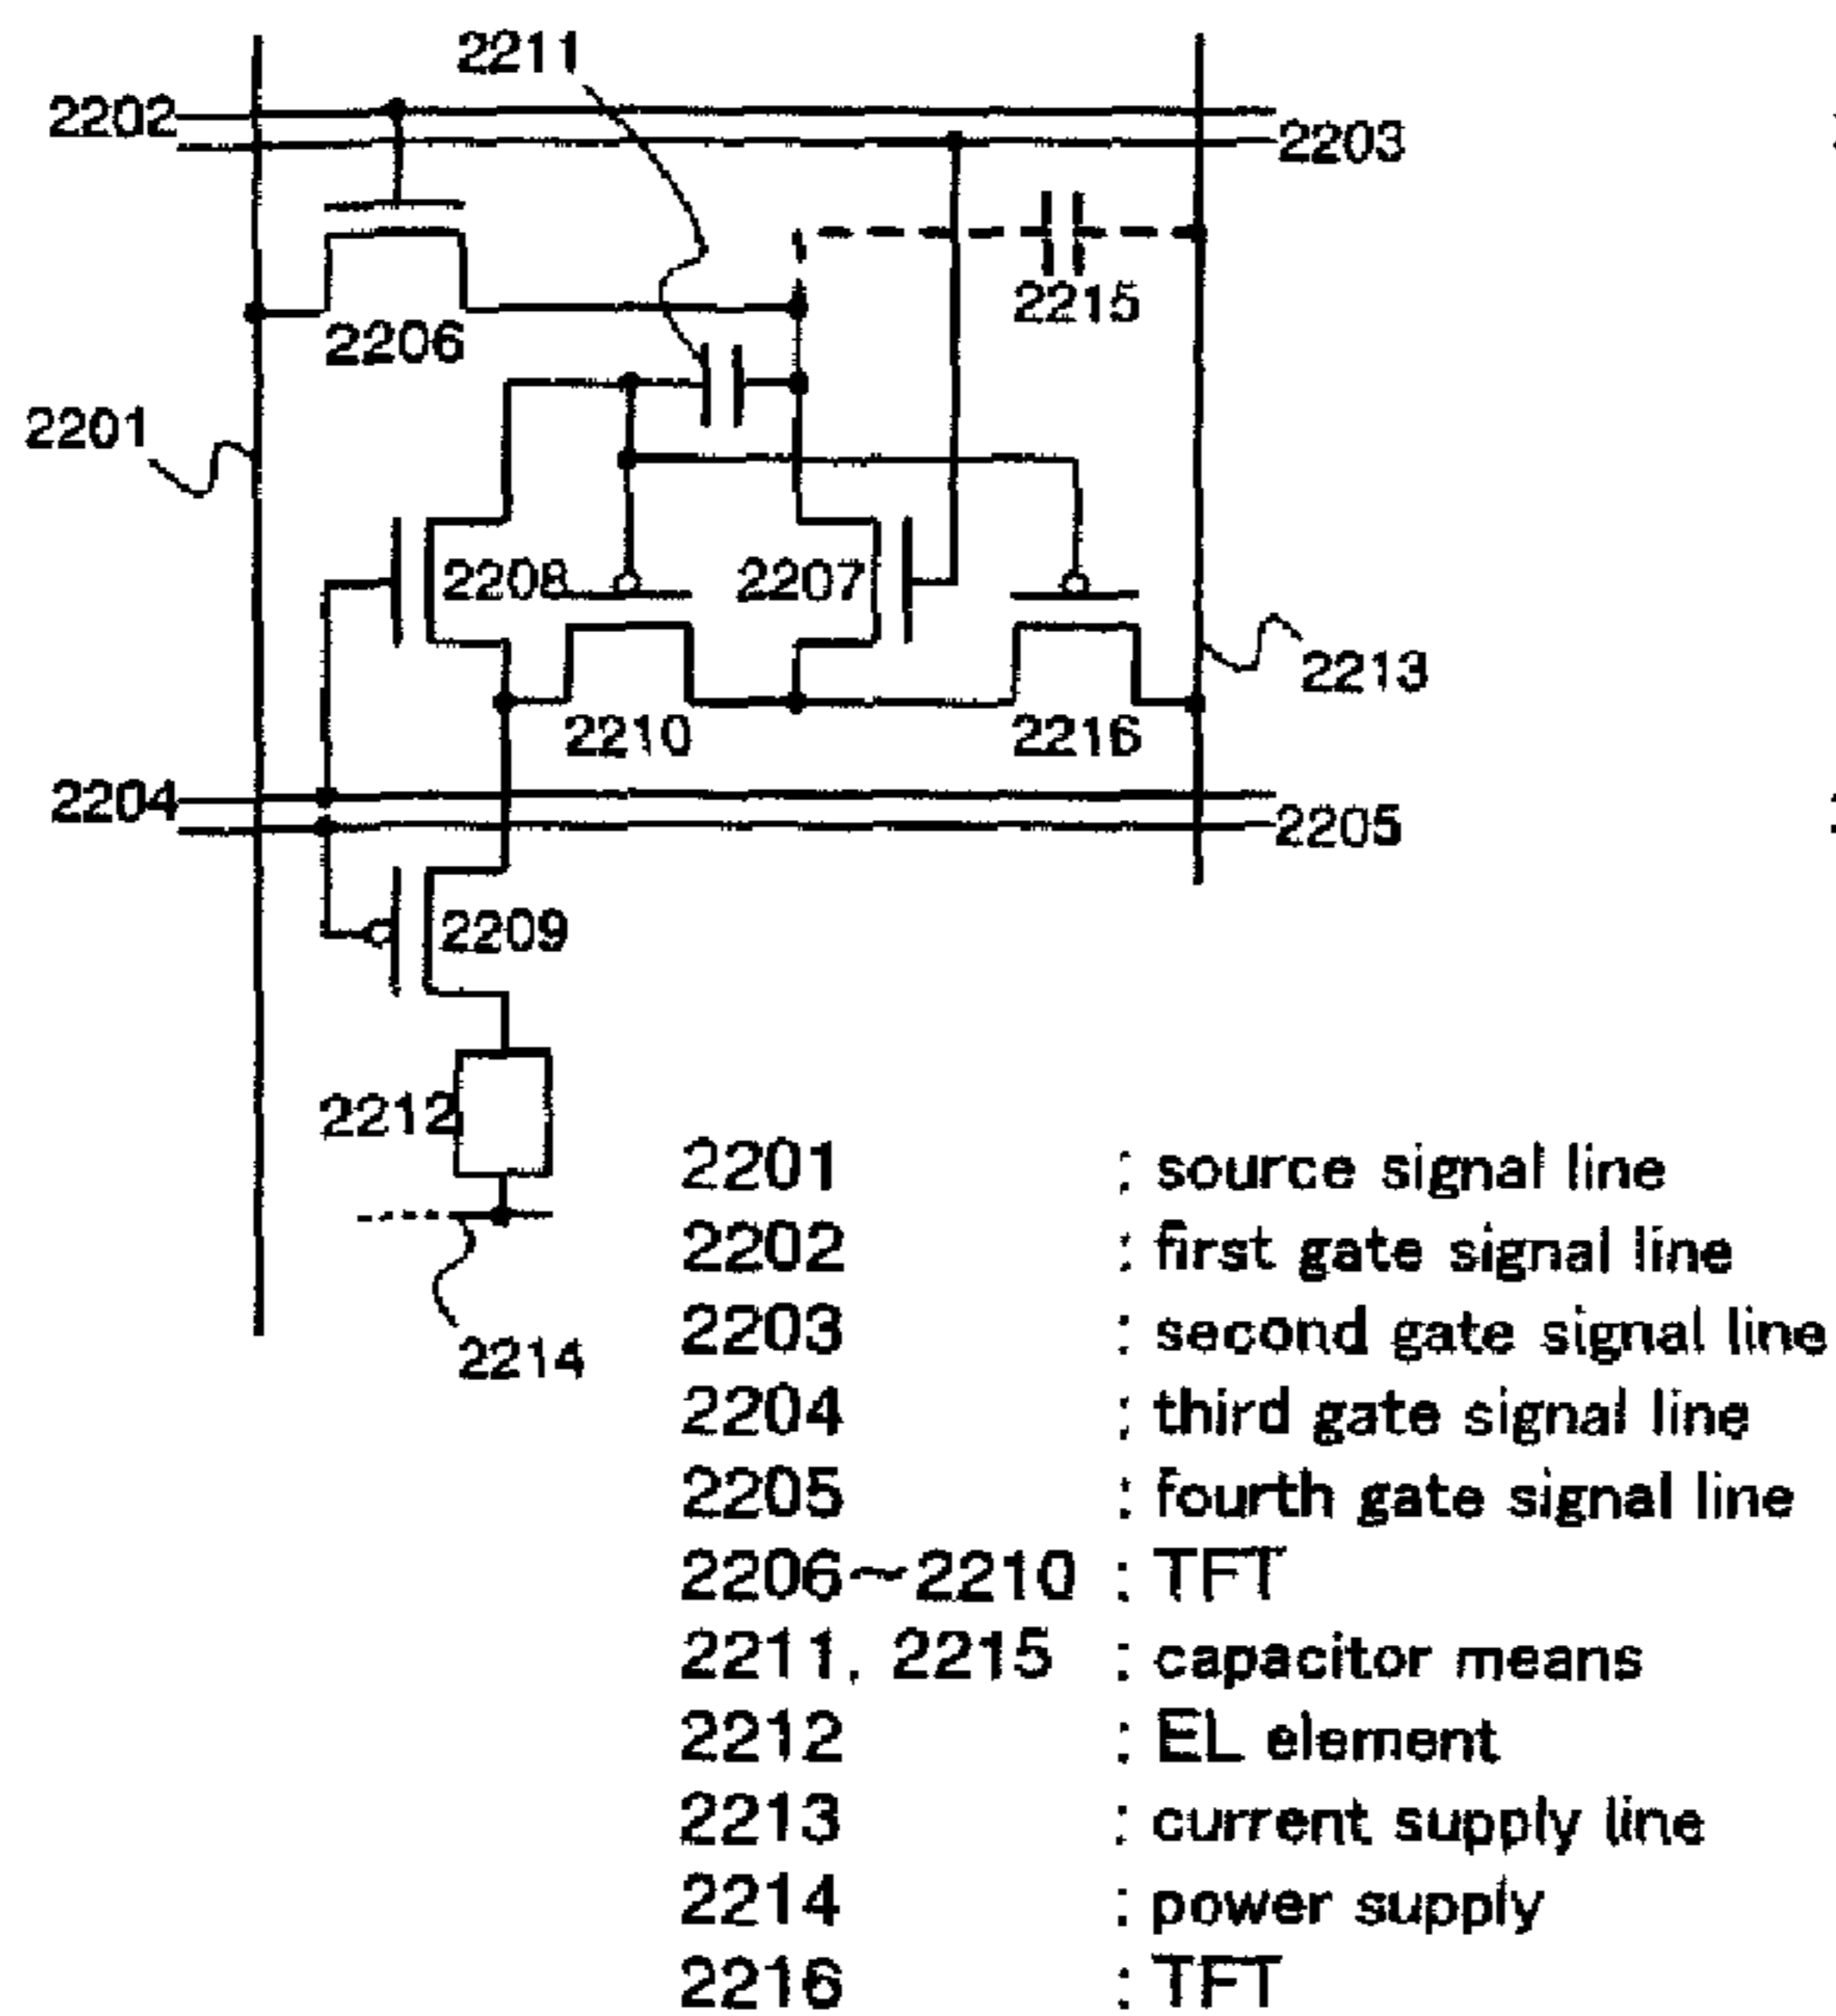 2211
2202
2203
2215
2206
2201
2208
2207
2213
2210
2216
2204
2205
2209
2212
2214
2201 : source signal line
2202 : first gate signal line
2203 : second gate signal line
2204 : third gate signal line
2205 : fourth gate signal line
2206~2210 : TFT
2211, 2215 : capacitor means
2212 : EL element
2213 : current supply line
2214 : power supply
2216 : TFT